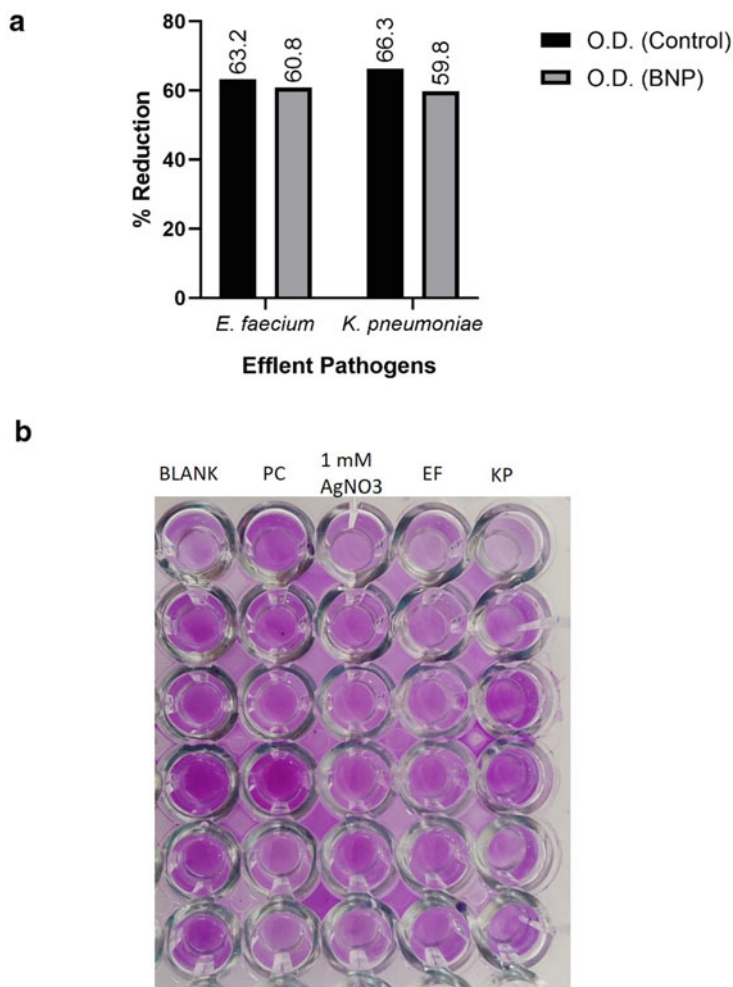 a
80
60
40
20
0
% Reduction
63.2
60.8
66.3
59.8
E. faecium
K. pneumoniae
Efflent Pathogens
O.D. (Control)
O.D. (BNP)
b
BLANK
PC
1 mM
AgNO3
EF
KP